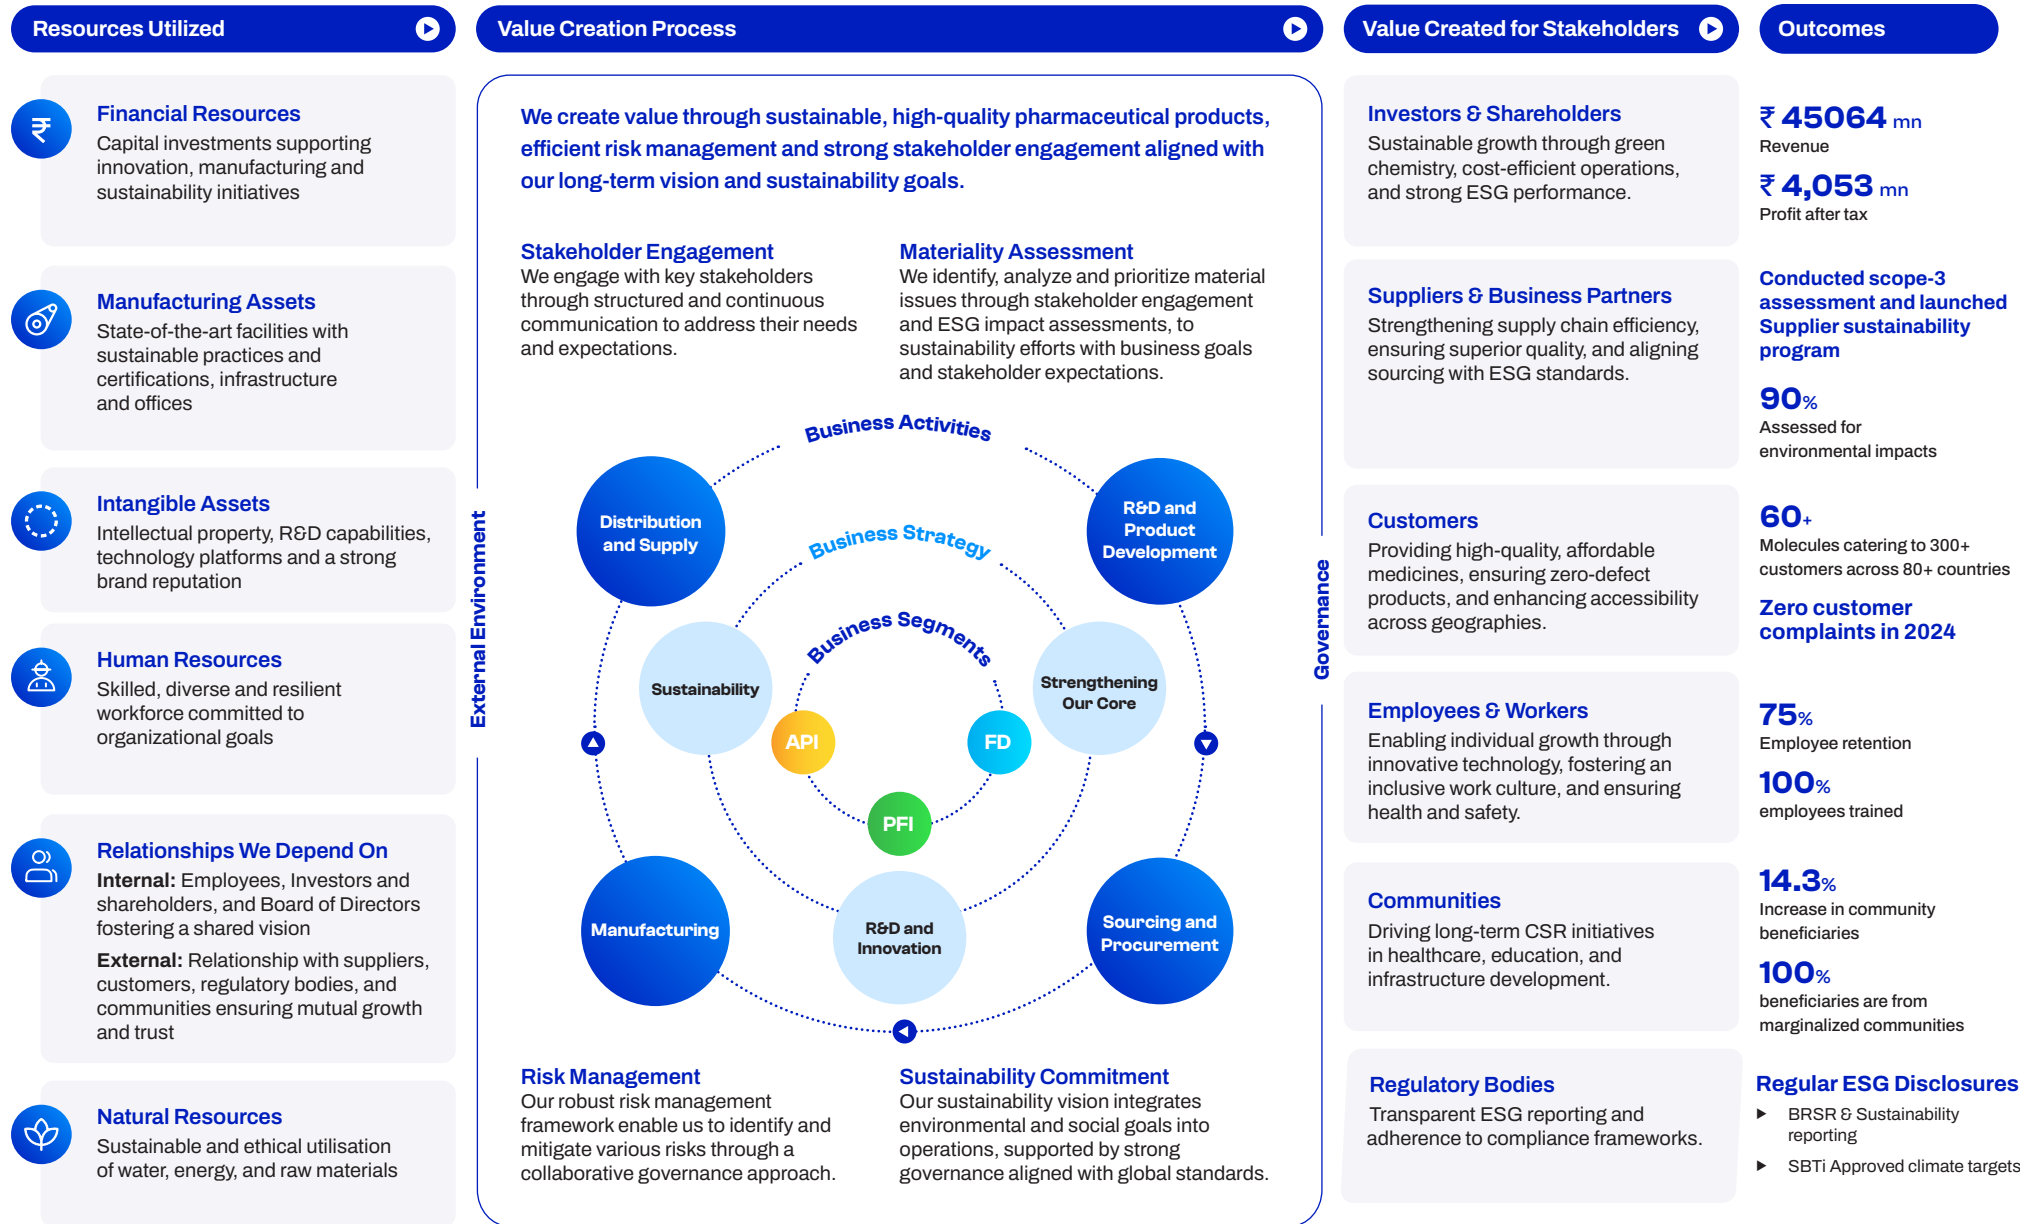 Resources Utilized
Financial Resources
Capital investments supporting
innovation, manufacturing and
sustainability initiatives
Manufacturing Assets
State-of-the-art facilities with
sustainable practices and
certifications, infrastructure
and offices
Intangible Assets
Intellectual property, R&D capabilities,
technology platforms and a strong
brand reputation
Human Resources
Skilled, diverse and resilient
workforce committed to
organizational goals
Relationships We Depend On
Internal: Employees, Investors and
shareholders, and Board of Directors
fostering a shared vision
External: Relationship with suppliers,
customers, regulatory bodies, and
communities ensuring mutual growth
and trust
Natural Resources
Sustainable and ethical utilisation
of water, energy, and raw materials
Value Creation Process
We create value through sustainable, high-quality pharmaceutical products,
efficient risk management and strong stakeholder engagement aligned with
our long-term vision and sustainability goals.
Stakeholder Engagement
We engage with key stakeholders
through structured and continuous
communication to address their needs
and expectations.
Materiality Assessment
We identify, analyze and prioritize material
issues through stakeholder engagement
and ESG impact assessments, to
sustainability efforts with business goals
and stakeholder expectations.
External Environment
Governance
Business Activities
Distribution
and Supply
R&D and
Product
Development
Business Strategy
Sustainability
Strengthening
Our Core
Business Segments
API
FD
PFI
Manufacturing
R&D and
Innovation
Sourcing and
Procurement
Risk Management
Our robust risk management
framework enable us to identify and
mitigate various risks through a
collaborative governance approach.
Sustainability Commitment
Our sustainability vision integrates
environmental and social goals into
operations, supported by strong
governance aligned with global standards.
Value Created for Stakeholders
Investors & Shareholders
Sustainable growth through green
chemistry, cost-efficient operations,
and strong ESG performance.
Suppliers & Business Partners
Strengthening supply chain efficiency,
ensuring superior quality, and aligning
sourcing with ESG standards.
Customers
Providing high-quality, affordable
medicines, ensuring zero-defect
products, and enhancing accessibility
across geographies.
Employees & Workers
Enabling individual growth through
innovative technology, fostering an
inclusive work culture, and ensuring
health and safety.
Communities
Driving long-term CSR initiatives
in healthcare, education, and
infrastructure development.
Regulatory Bodies
Transparent ESG reporting and
adherence to compliance frameworks.
Outcomes
₹ 45064 mn
Revenue
₹ 4,053 mn
Profit after tax
Conducted scope-3
assessment and launched
Supplier sustainability
program
90%
Assessed for
environmental impacts
60+
Molecules catering to 300+
customers across 80+ countries
Zero customer
complaints in 2024
75%
Employee retention
100%
employees trained
14.3%
Increase in community
beneficiaries
100%
beneficiaries are from
marginalized communities
Regular ESG Disclosures
BRSR & Sustainability
reporting
SBTi Approved climate targets